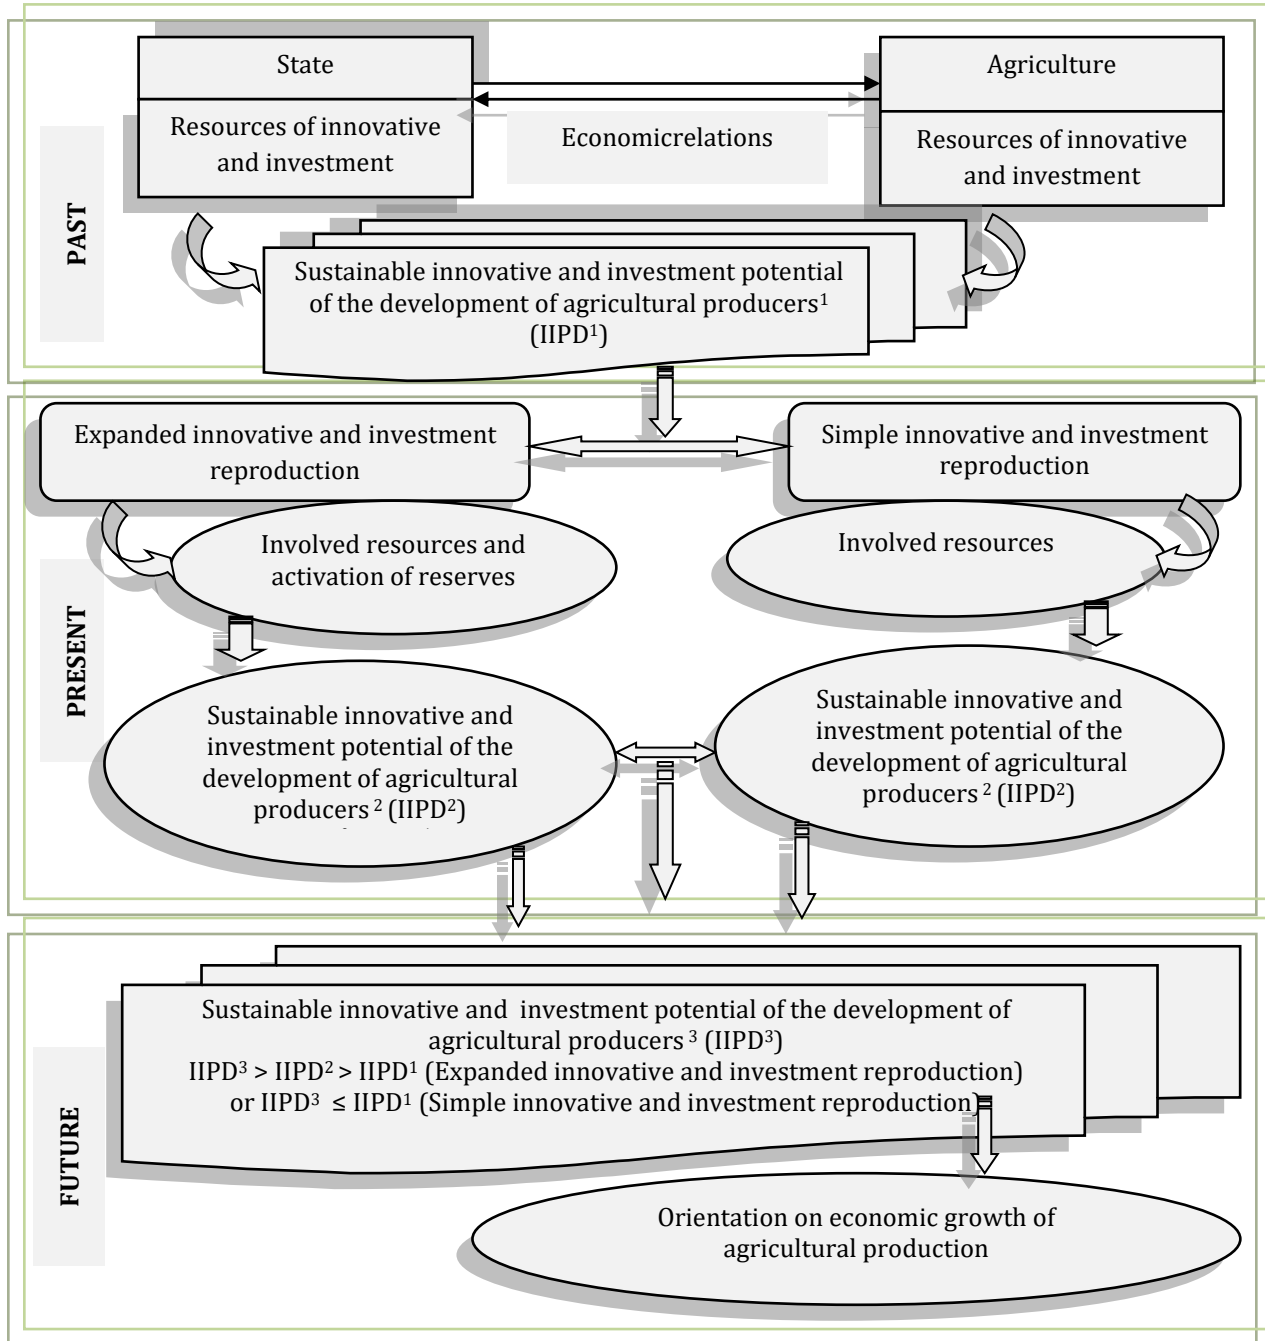 State
Agriculture
Resources of innovative
and investment
Economicrelations
Resources of innovative
and investment
PAST
Sustainable innovative and investment potential
of the development of agricultural producers¹
(IIPD¹)
Expanded innovative and investment
reproduction
Simple innovative and investment
reproduction
Involved resources and
activation of reserves
Involved resources
PRESENT
Sustainable innovative and
investment potential of the
development of agricultural
producers ² (IIPD²)
Sustainable innovative and
investment potential of the
development of agricultural
producers ² (IIPD²)
FUTURE
Sustainable innovative and investment potential of the development of
agricultural producers ³ (IIPD³)
IIPD³ > IIPD² > IIPD¹ (Expanded innovative and investment reproduction)
or IIPD³ ≤ IIPD¹ (Simple innovative and investment reproduction)
Orientation on economic growth of
agricultural production